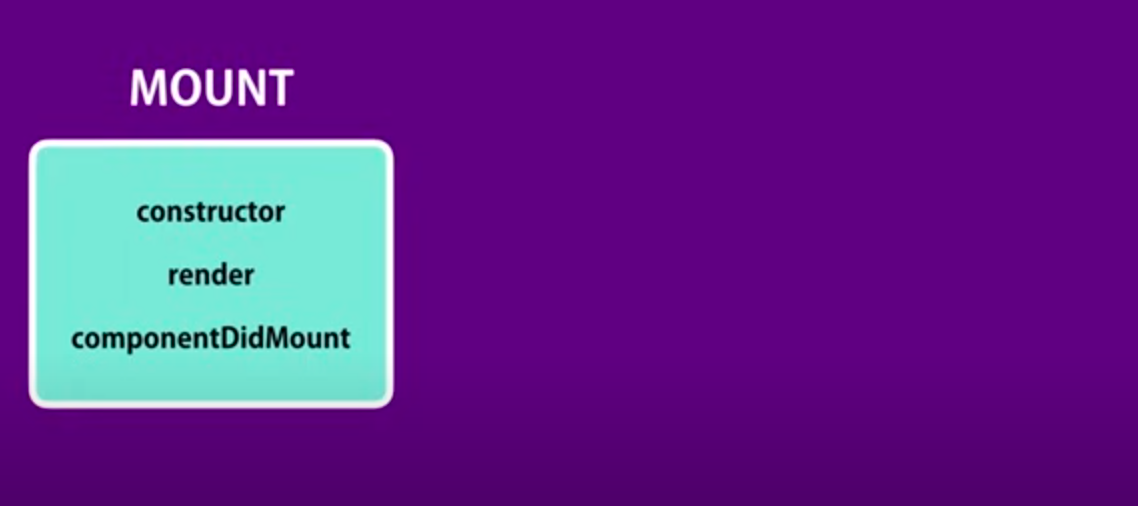 MOUNT
constructor
render
componentDidMount